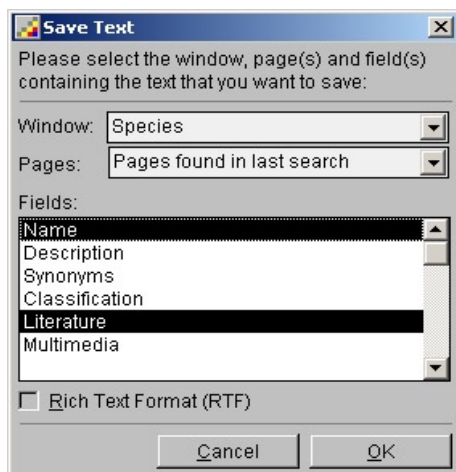 Save Text
Please select the window, page(s) and field(s)
containing the text that you want to save:
Window: Species
Pages: Pages found in last search
Fields:
Name
Description
Synonyms
Classification
Literature
Multimedia
Rich Text Format (RTF)
Cancel OK